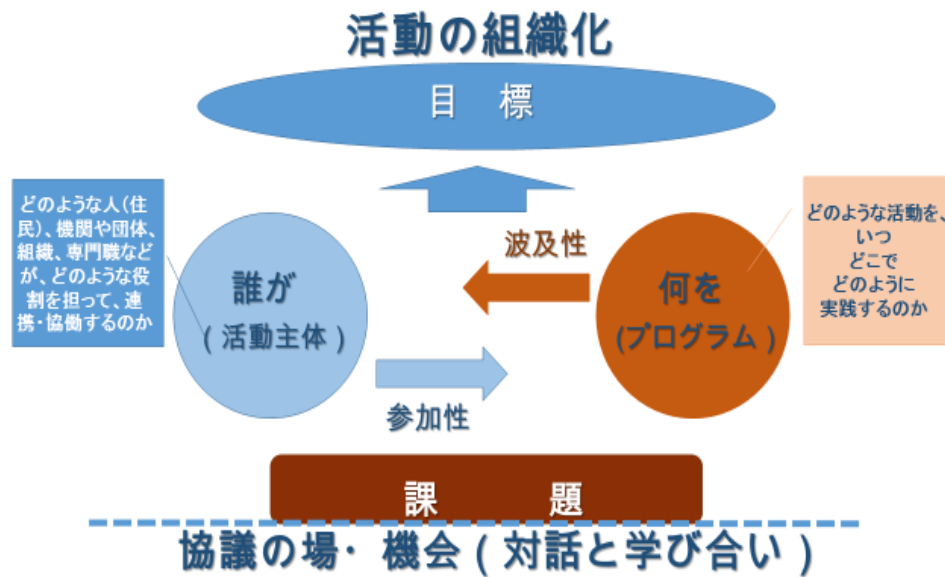 活動の組織化
目　標
どのような人(住
民)、機関や団体、
組織、専門職など
が、どのような役
割を担って、連
携・協働するのか
誰が
( 活動主体 )
波及性
何を
(プログラム )
どのような活動を、
いつ
どこで
どのように
実践するのか
参加性
課　　題
協議の場・ 機会 ( 対話と学び合い )